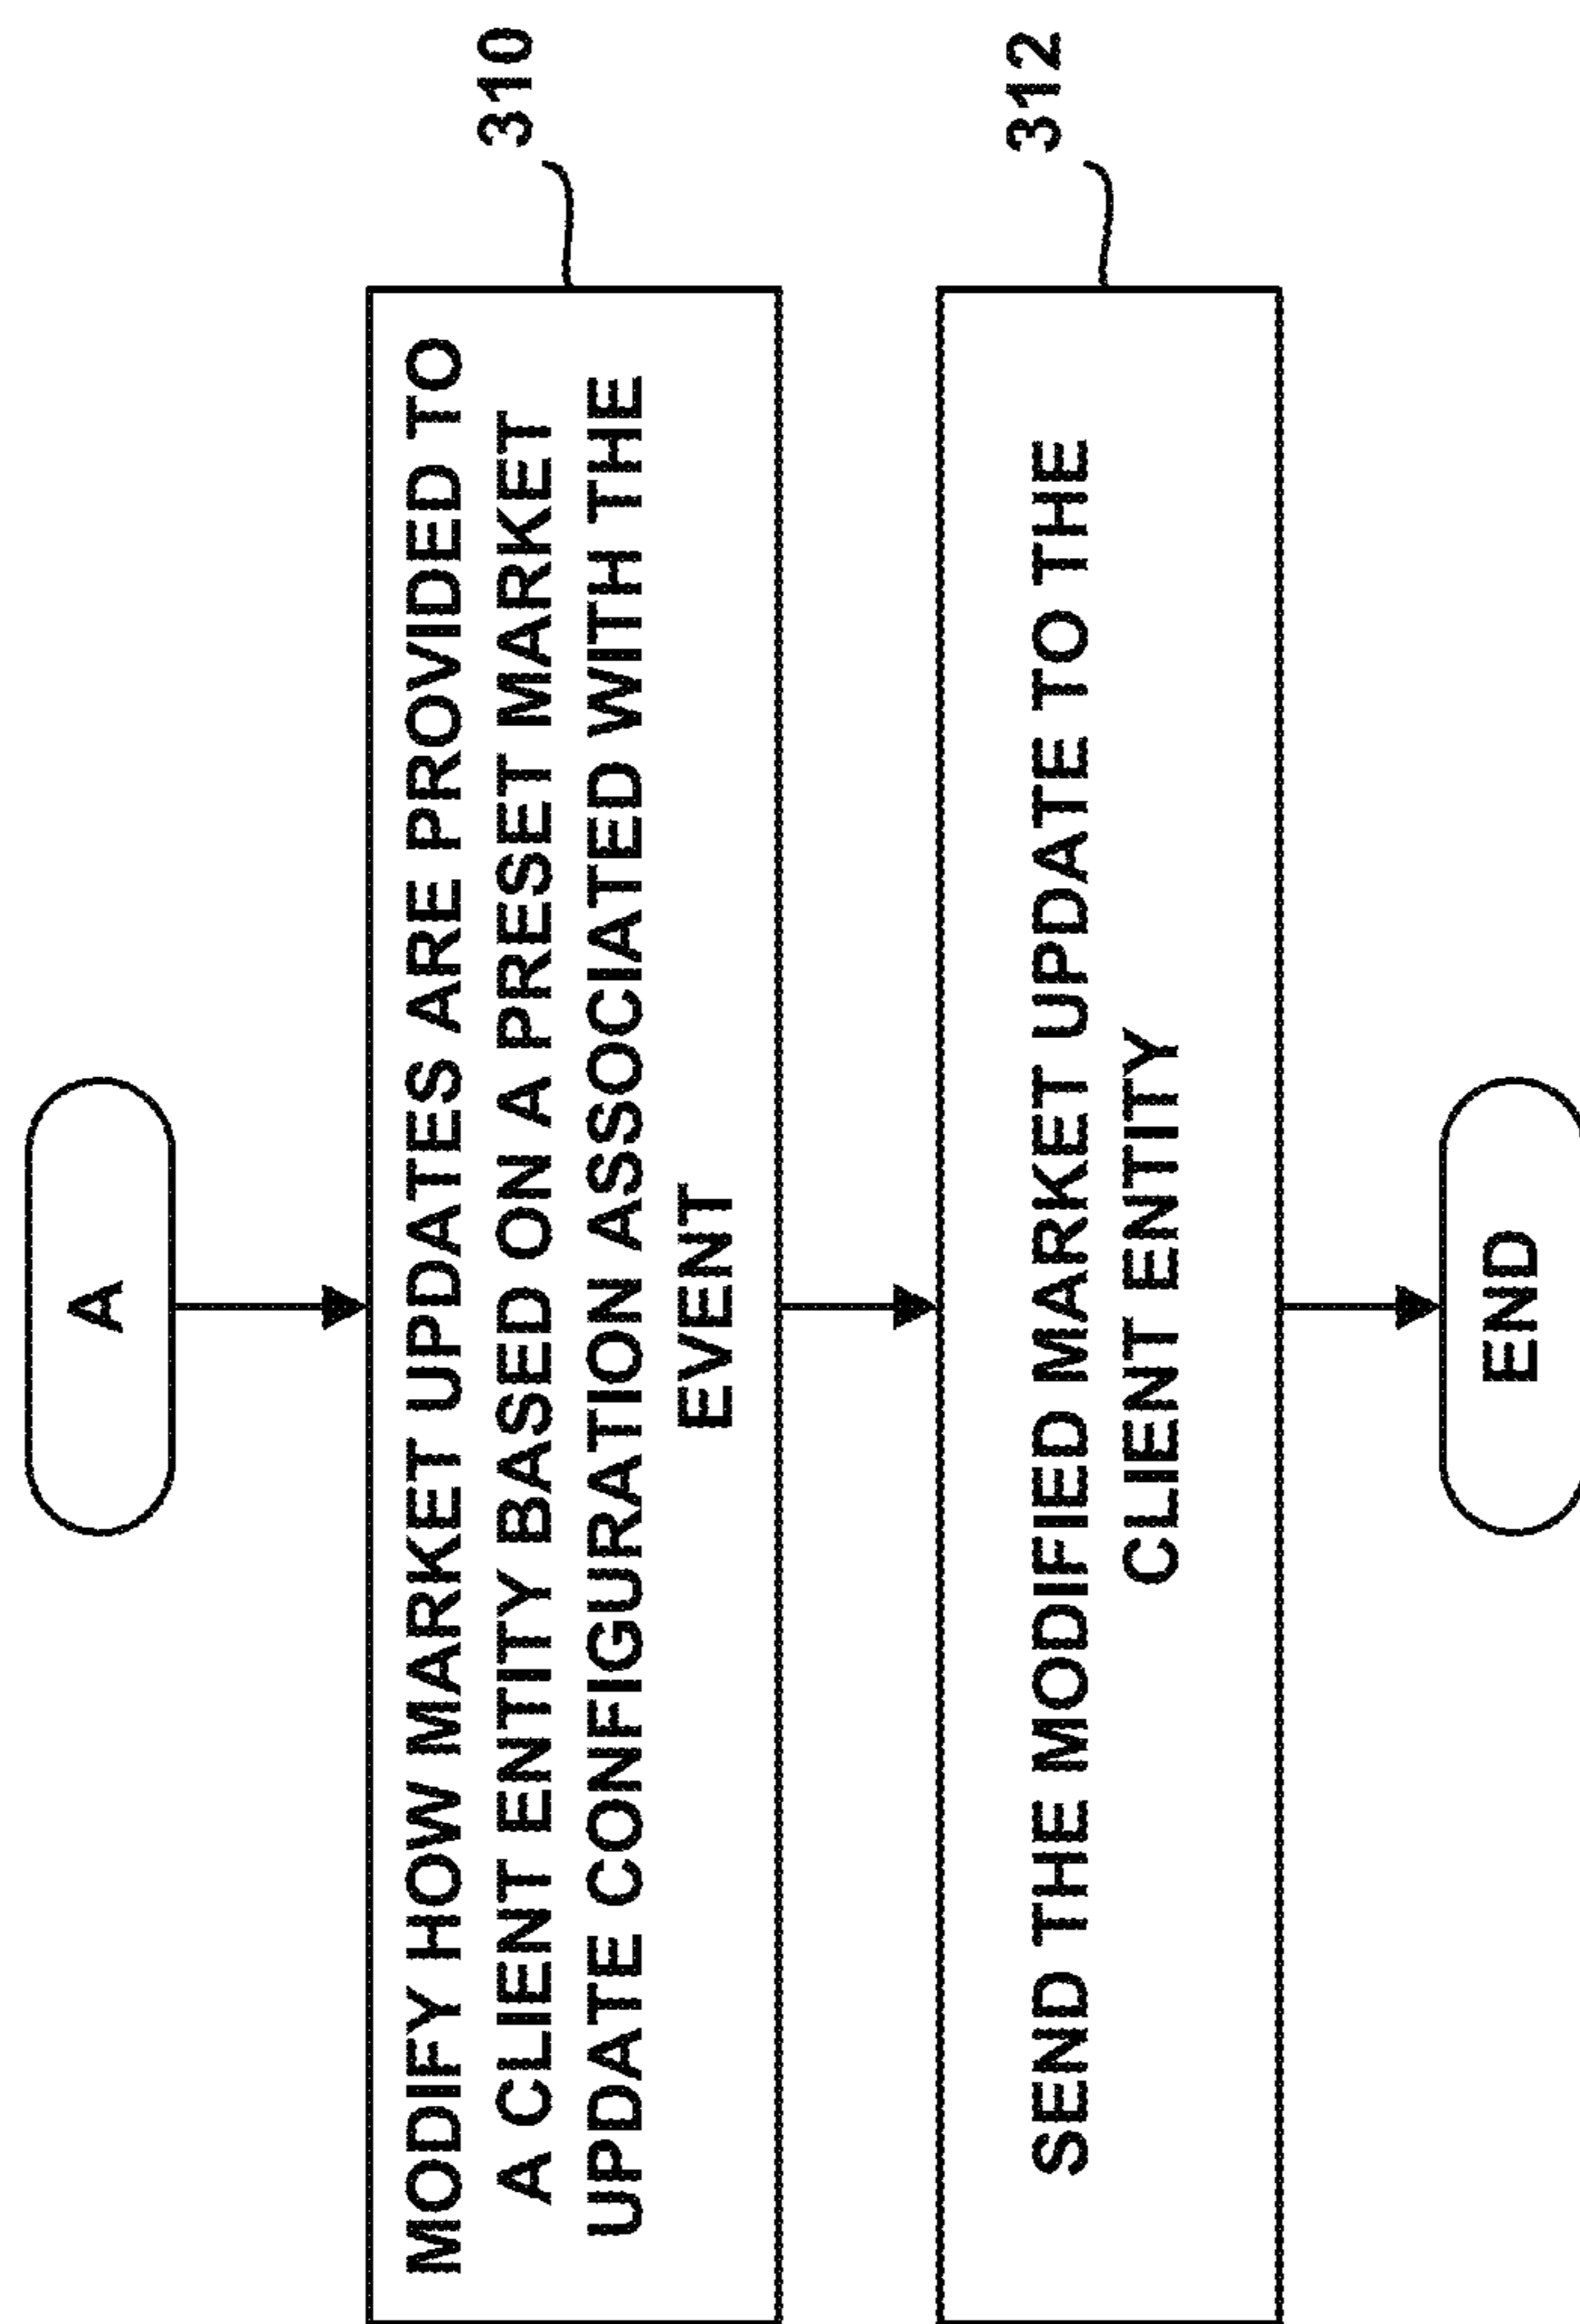 A
MODIFY HOW MARKET UPDATES ARE PROVIDED TO
A CLIENT ENTITY BASED ON A PRESET MARKET
UPDATE CONFIGURATION ASSOCIATED WITH THE
EVENT
310
SEND THE MODIFIED MARKET UPDATE TO THE
CLIENT ENTITY
312
END